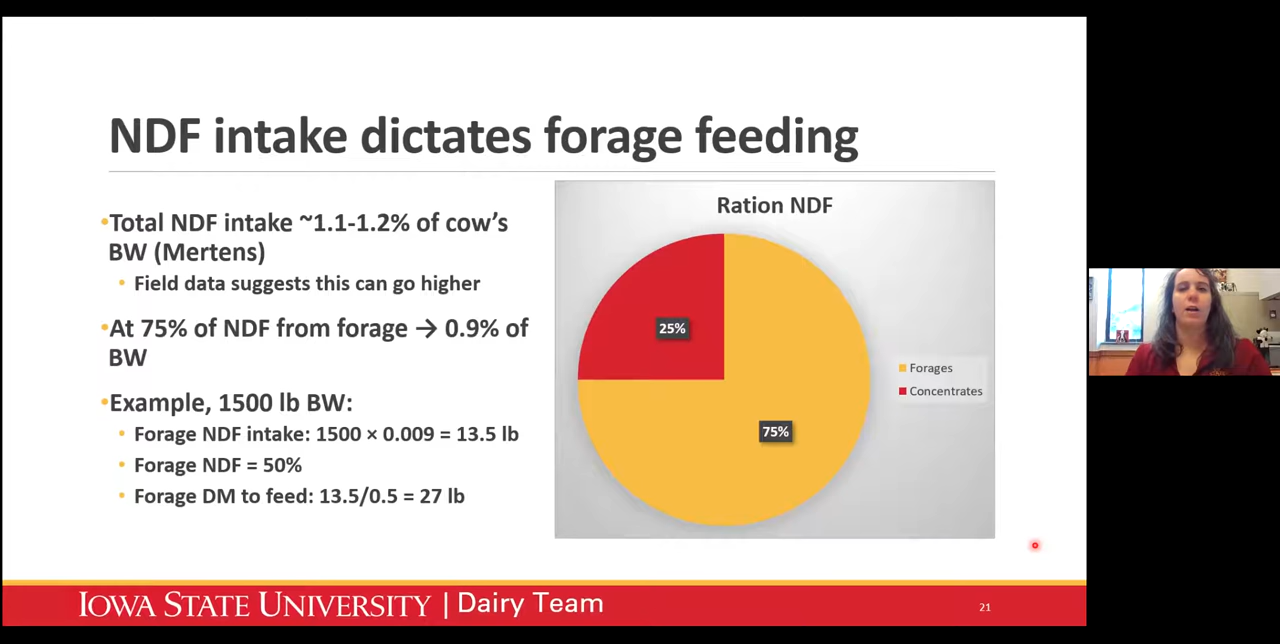 NDF intake dictates forage feeding
•Total NDF intake ~1.1-1.2% of cow's
BW (Mertens)
• Field data suggests this can go higher
•At 75% of NDF from forage → 0.9% of
BW
•Example, 1500 lb BW:
• Forage NDF intake: 1500 × 0.009 = 13.5 lb
• Forage NDF = 50%
• Forage DM to feed: 13.5/0.5 = 27 lb
Ration NDF
25%
75%
Forages
Concentrates
IOWA STATE UNIVERSITY | Dairy Team
21